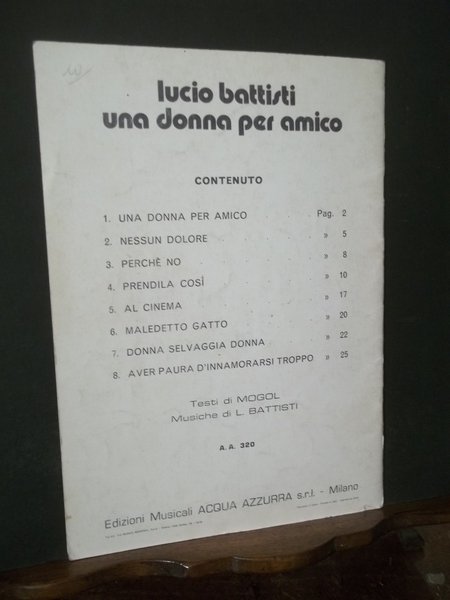 lucio battisti
una donna per amico
CONTENUTO
1. UNA DONNA PER AMICO . . . . Pag. 2
2. NESSUN DOLORE . . . . . . » 5
3. PERCHÈ NO . . . . . . . » 8
4. PRENDILA COSÌ . . . . . . » 10
5. AL CINEMA . . . . . . . » 17
6. MALEDETTO GATTO . . . . . » 20
7. DONNA SELVAGGIA DONNA . . . » 22
8. AVER PAURA D'INNAMORARSI TROPPO » 25
Testi di MOGOL
Musiche di L. BATTISTI
A. A. 320
Edizioni Musicali ACQUA AZZURRA s.r.l. - Milano